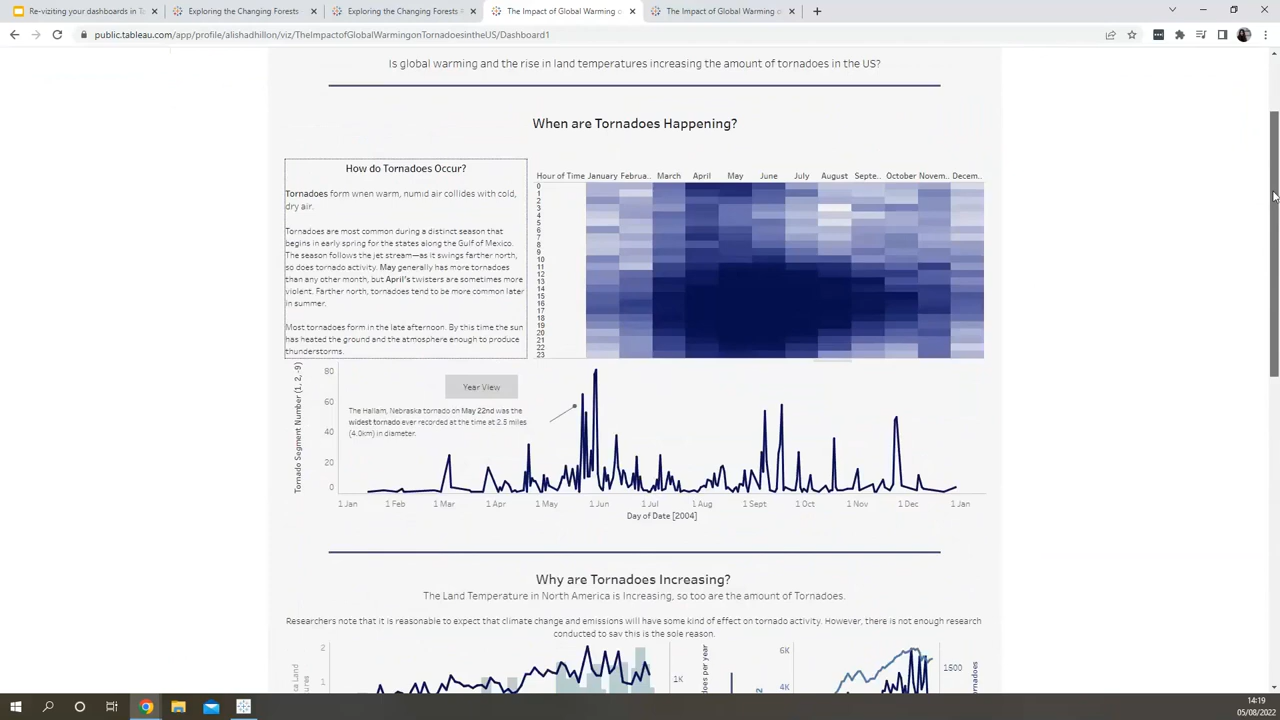 Re-viziting your dashboards in T
Exploring the Changing Forests
Exploring the Changing Forests
The Impact of Global Warming o
The Impact of Global Warming o
public.tableau.com/app/profile/alishadhillon/viz/TheImpactofGlobalWarmingonTornadoesintheUS/Dashboard1
Is global warming and the rise in land temperatures increasing the amount of tornadoes in the US?
When are Tornadoes Happening?
How do Tornadoes Occur?
Tornadoes form when warm, humid air collides with cold,
dry air.
Tornadoes are most common during a distinct season that
begins in early spring for the states along the Gulf of Mexico.
The season follows the jet stream—as it swings farther north,
so does tornado activity. May generally has more tornadoes
than any other month, but April's twisters are sometimes more
violent. Farther north, tornadoes tend to be more common later
in summer.
Most tornadoes form in the late afternoon. By this time the sun
has heated the ground and the atmosphere enough to produce
thunderstorms.
Hour of Time January Februa.. March April May June July August Septe.. October Novem.. Decem..
0
1
2
3
4
5
6
7
8
9
10
11
12
13
14
15
16
17
18
19
20
21
22
23
Tornado Segment Number (1, 2, -9)
80
60
40
20
0
Year View
The Hallam, Nebraska tornado on May 22nd was the
widest tornado ever recorded at the time at 2.5 miles
(4.0km) in diameter.
1 Jan 1 Feb 1 Mar 1 Apr 1 May 1 Jun 1 Jul 1 Aug 1 Sept 1 Oct 1 Nov 1 Dec 1 Jan
Day of Date [2004]
Why are Tornadoes Increasing?
The Land Temperature in North America is Increasing, so too are the amount of Tornadoes.
Researchers note that it is reasonable to expect that climate change and emissions will have some kind of effect on tornado activity. However, there is not enough research
conducted to say this is the sole reason.
2
1
1K
6K
4K
1500
14:19
05/08/2022